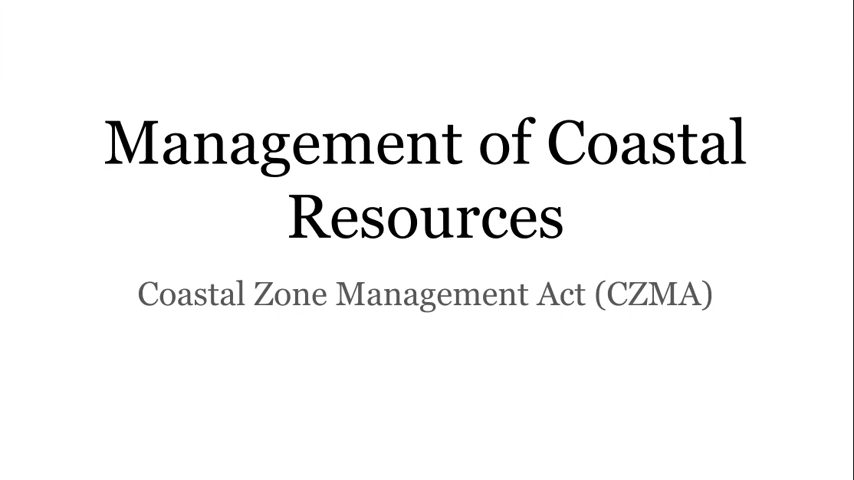 Management of Coastal
Resources
Coastal Zone Management Act (CZMA)